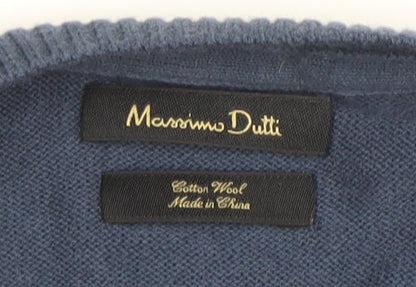 Massimo Dutti
Cotton Wool
Made in China